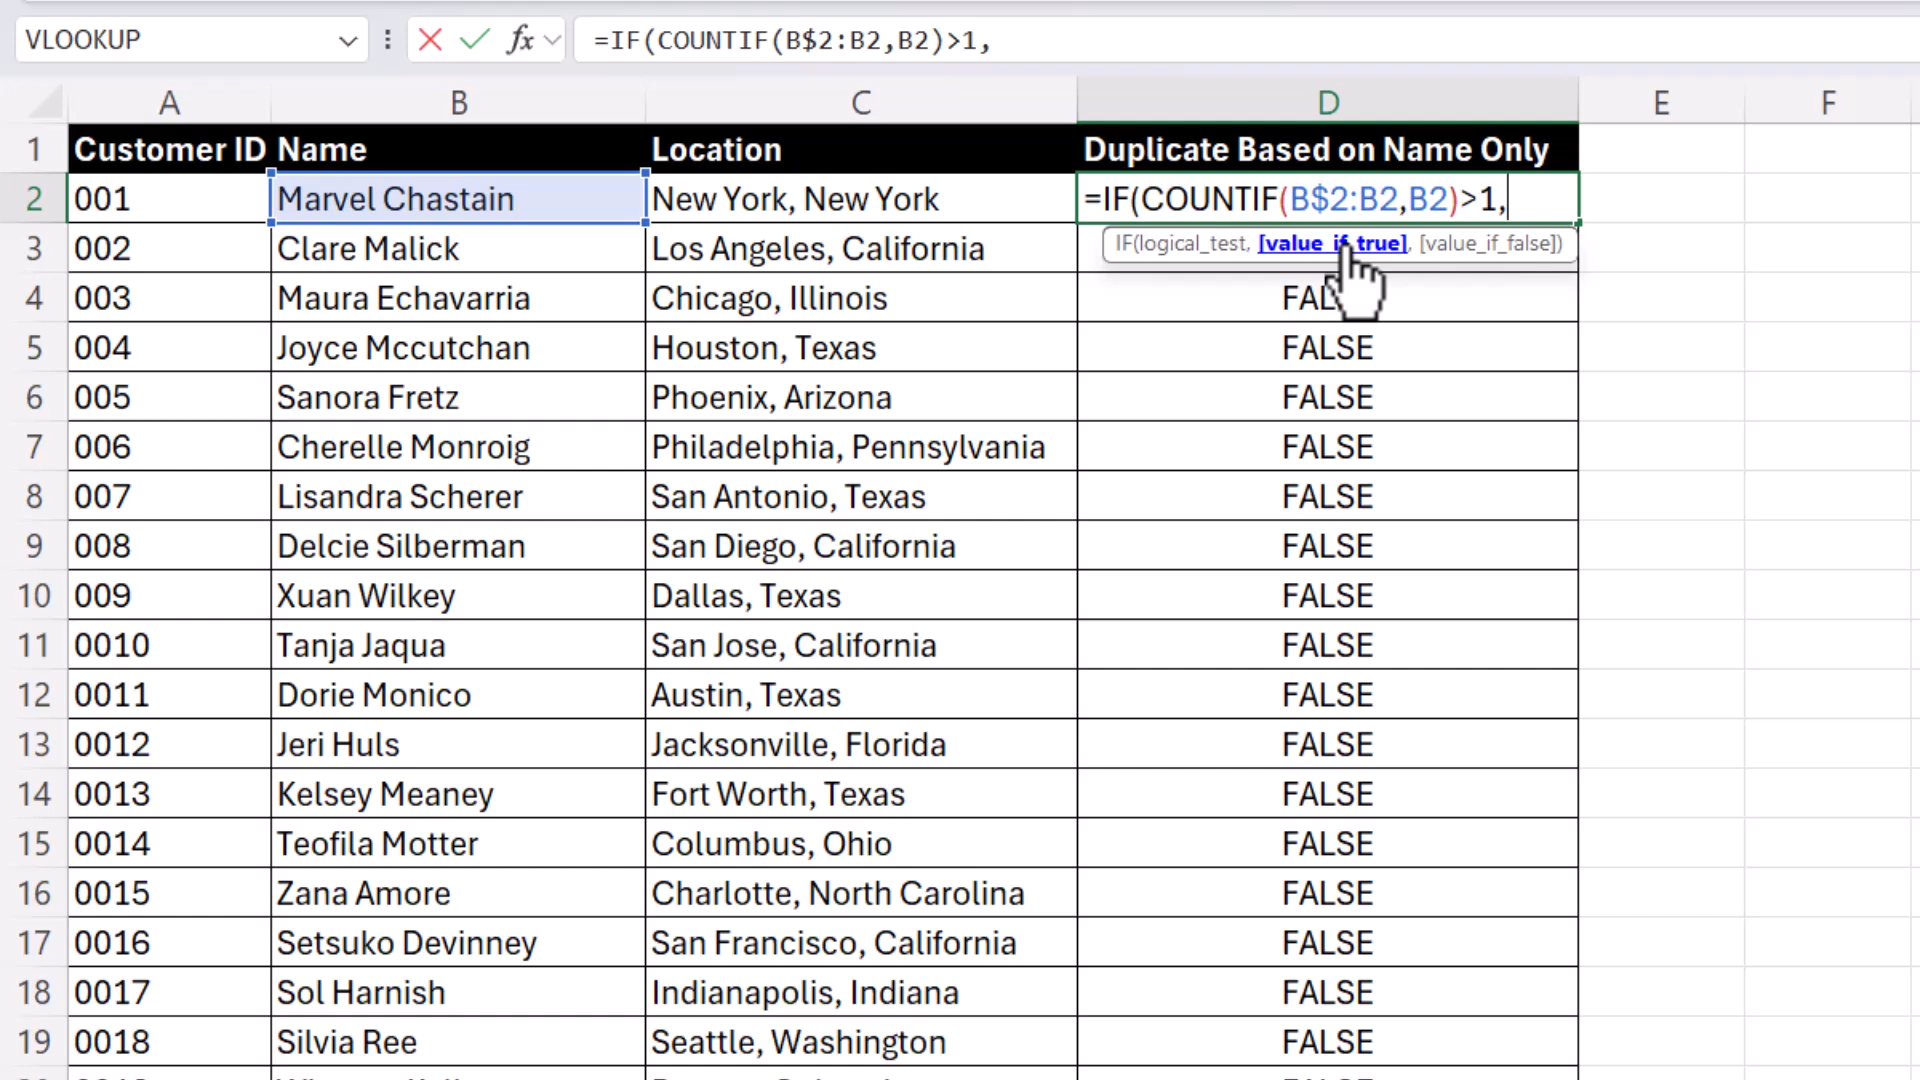 VLOOKUP fx =IF(COUNTIF(B$2:B2,B2)>1,
A B C D E F
1 Customer ID Name Location Duplicate Based on Name Only
2 001 Marvel Chastain New York, New York =IF(COUNTIF(B$2:B2,B2)>1,
IF(logical_test, [value_if_true], [value_if_false])
3 002 Clare Malick Los Angeles, California
4 003 Maura Echavarria Chicago, Illinois
5 004 Joyce Mccutchan Houston, Texas FALSE
6 005 Sanora Fretz Phoenix, Arizona FALSE
7 006 Cherelle Monroig Philadelphia, Pennsylvania FALSE
8 007 Lisandra Scherer San Antonio, Texas FALSE
9 008 Delcie Silberman San Diego, California FALSE
10 009 Xuan Wilkey Dallas, Texas FALSE
11 0010 Tanja Jaqua San Jose, California FALSE
12 0011 Dorie Monico Austin, Texas FALSE
13 0012 Jeri Huls Jacksonville, Florida FALSE
14 0013 Kelsey Meaney Fort Worth, Texas FALSE
15 0014 Teofila Motter Columbus, Ohio FALSE
16 0015 Zana Amore Charlotte, North Carolina FALSE
17 0016 Setsuko Devinney San Francisco, California FALSE
18 0017 Sol Harnish Indianapolis, Indiana FALSE
19 0018 Silvia Ree Seattle, Washington FALSE